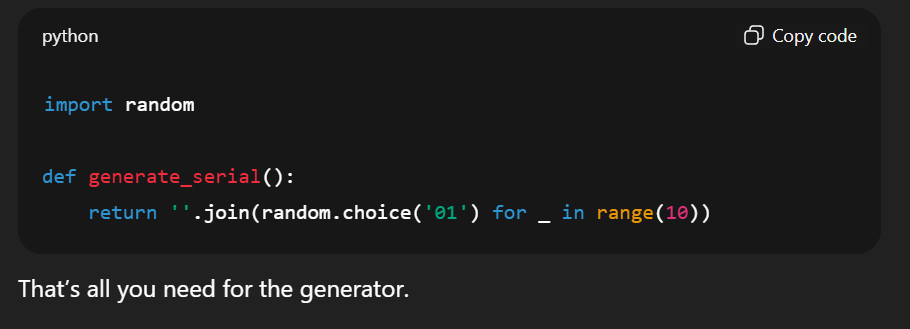 python
Copy code
import random
def generate_serial():
    return ''.join(random.choice('01') for _ in range(10))
That’s all you need for the generator.